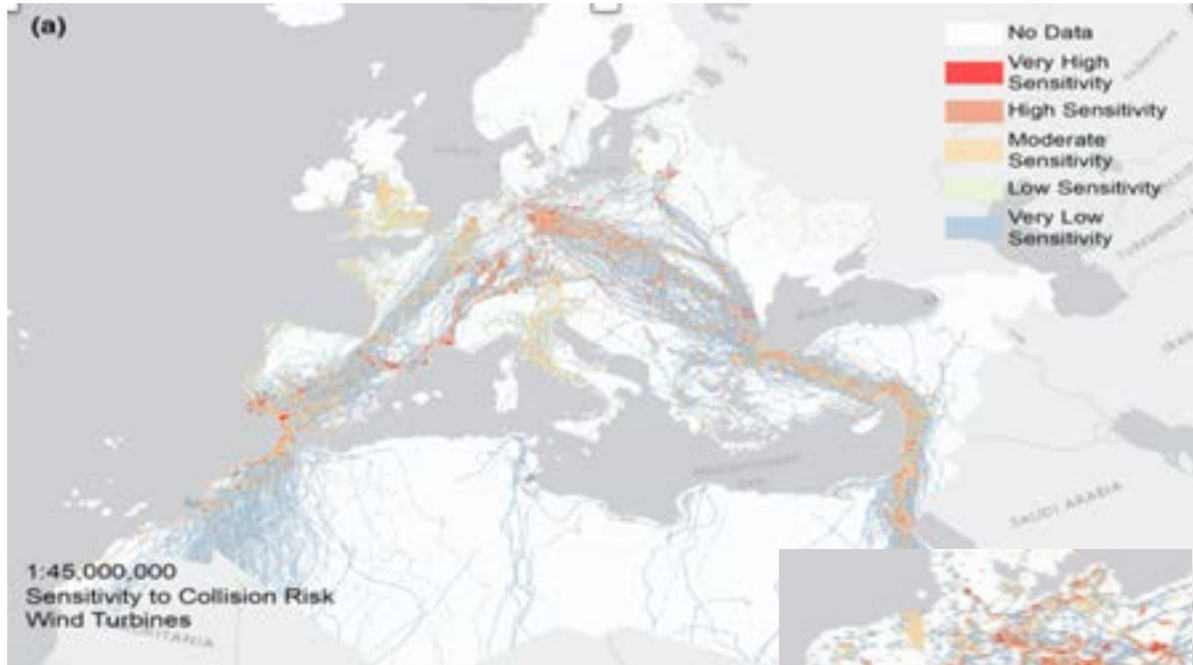 (a)
No Data
Very High
Sensitivity
High Sensitivity
Moderate
Sensitivity
Low Sensitivity
Very Low
Sensitivity
SAUDI ARABIA
1:45,000,000
Sensitivity to Collision Risk
Wind Turbines